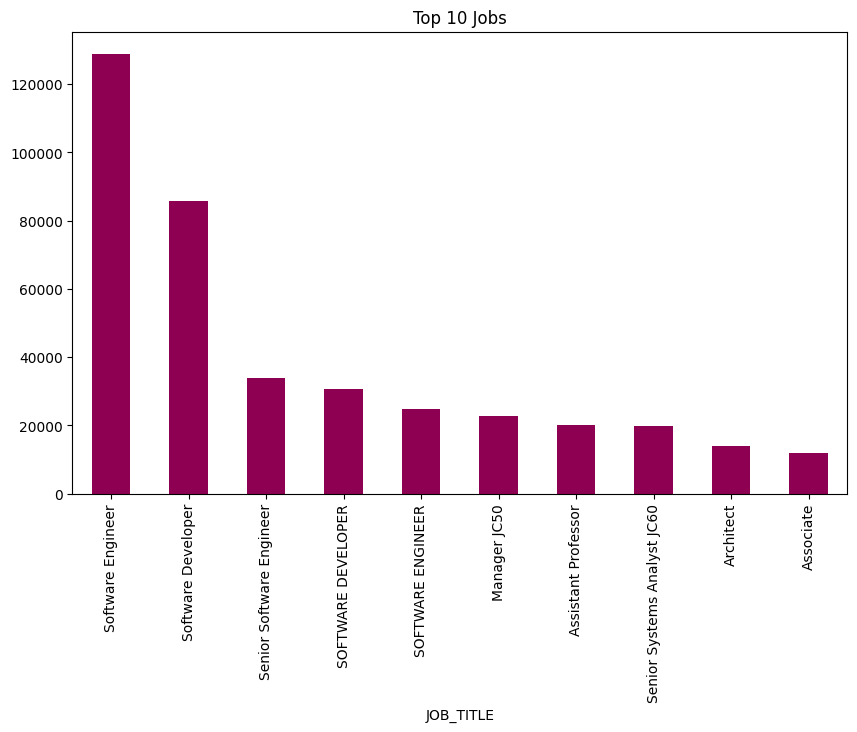 Top 10 Jobs
120000
100000
80000
60000
40000
20000
0
Software Engineer
Software Developer
Senior Software Engineer
SOFTWARE DEVELOPER
SOFTWARE ENGINEER
Manager JC50
Assistant Professor
Senior Systems Analyst JC60
Architect
Associate
JOB_TITLE